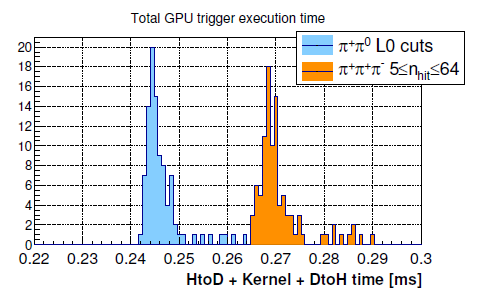 Total GPU trigger execution time
π⁺π⁰ L0 cuts
π⁺π⁺π⁻ 5≤n_hit≤64
20
18
16
14
12
10
8
6
4
2
0
0.22 0.23 0.24 0.25 0.26 0.27 0.28 0.29 0.3
HtoD + Kernel + DtoH time [ms]